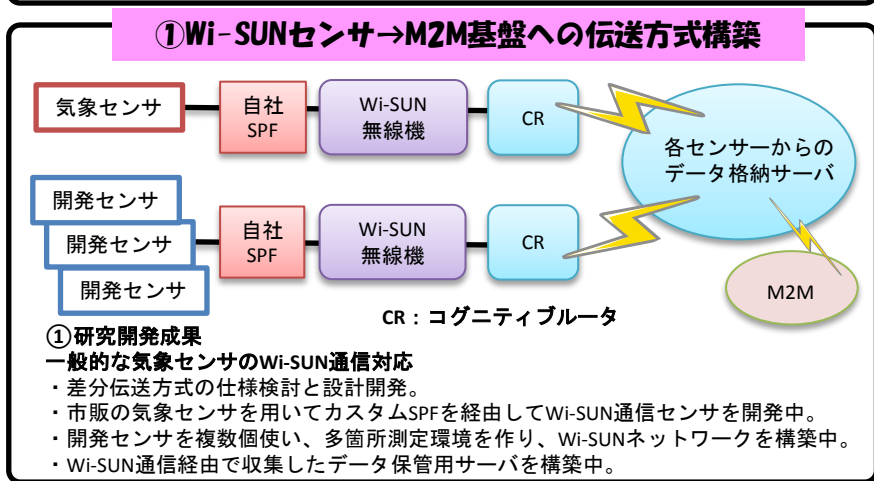 ①Wi-SUNセンサ→M2M基盤への伝送方式構築
気象センサ
自社
SPF
Wi-SUN
無線機
CR
各センサーからの
データ格納サーバ
開発センサ
開発センサ
開発センサ
自社
SPF
Wi-SUN
無線機
CR
M2M
CR：コグニティブルータ
①研究開発成果
一般的な気象センサのWi-SUN通信対応
・差分伝送方式の仕様検討と設計開発。
・市販の気象センサを用いてカスタムSPFを経由してWi-SUN通信センサを開発中。
・開発センサを複数個使い、多箇所測定環境を作り、Wi-SUNネットワークを構築中。
・Wi-SUN通信経由で収集したデータ保管用サーバを構築中。